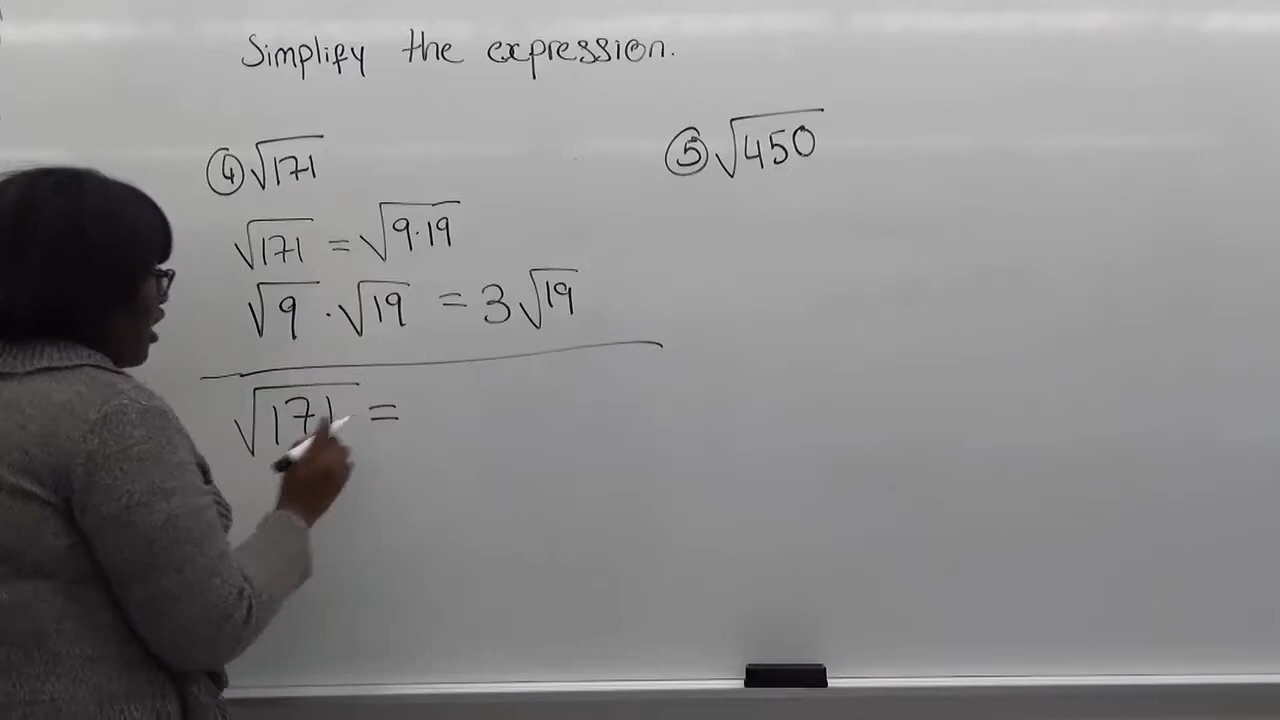 Simplify the expression.
④ √171
√171 = √9·19
√9 · √19 = 3√19
√171 =
⑤ √450